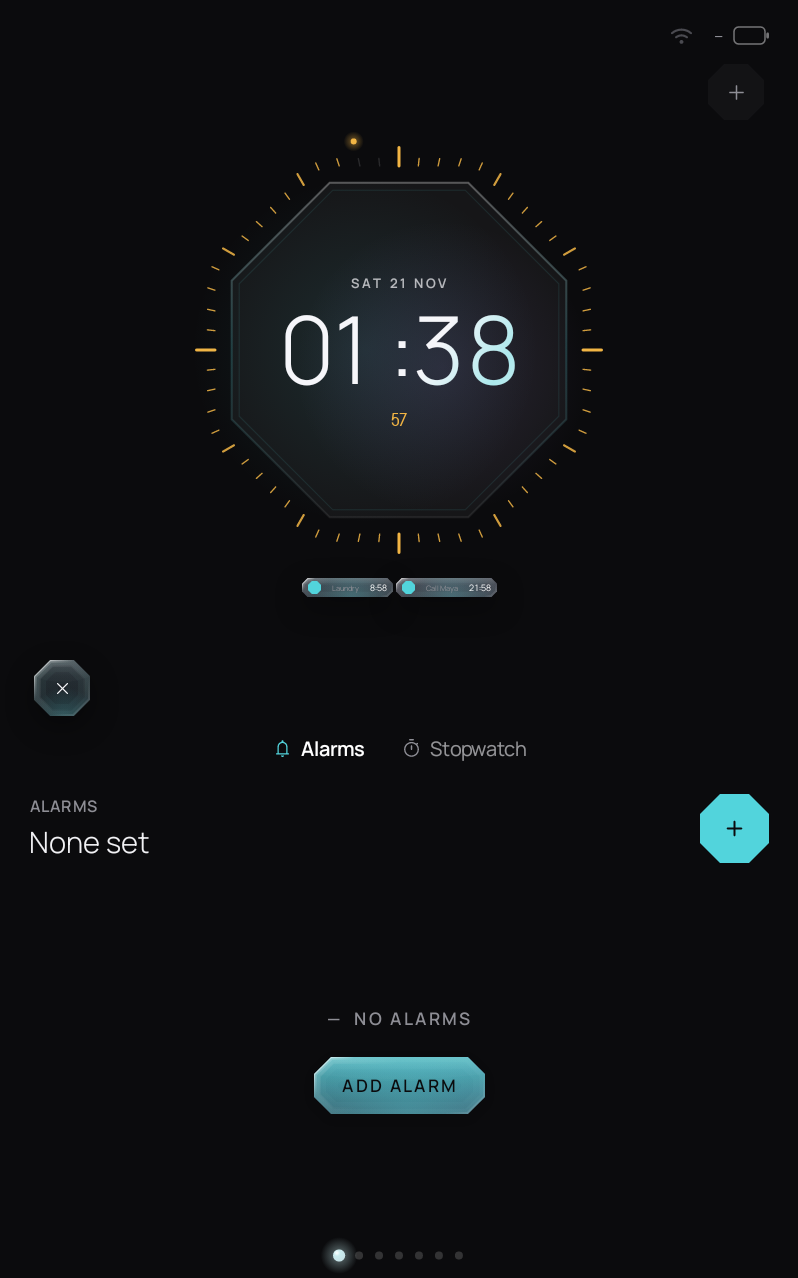 –
SAT 21 NOV
01 :38
57
Laundry 8:58 Call Maya 21:58
Alarms Stopwatch
ALARMS
None set
— NO ALARMS
ADD ALARM